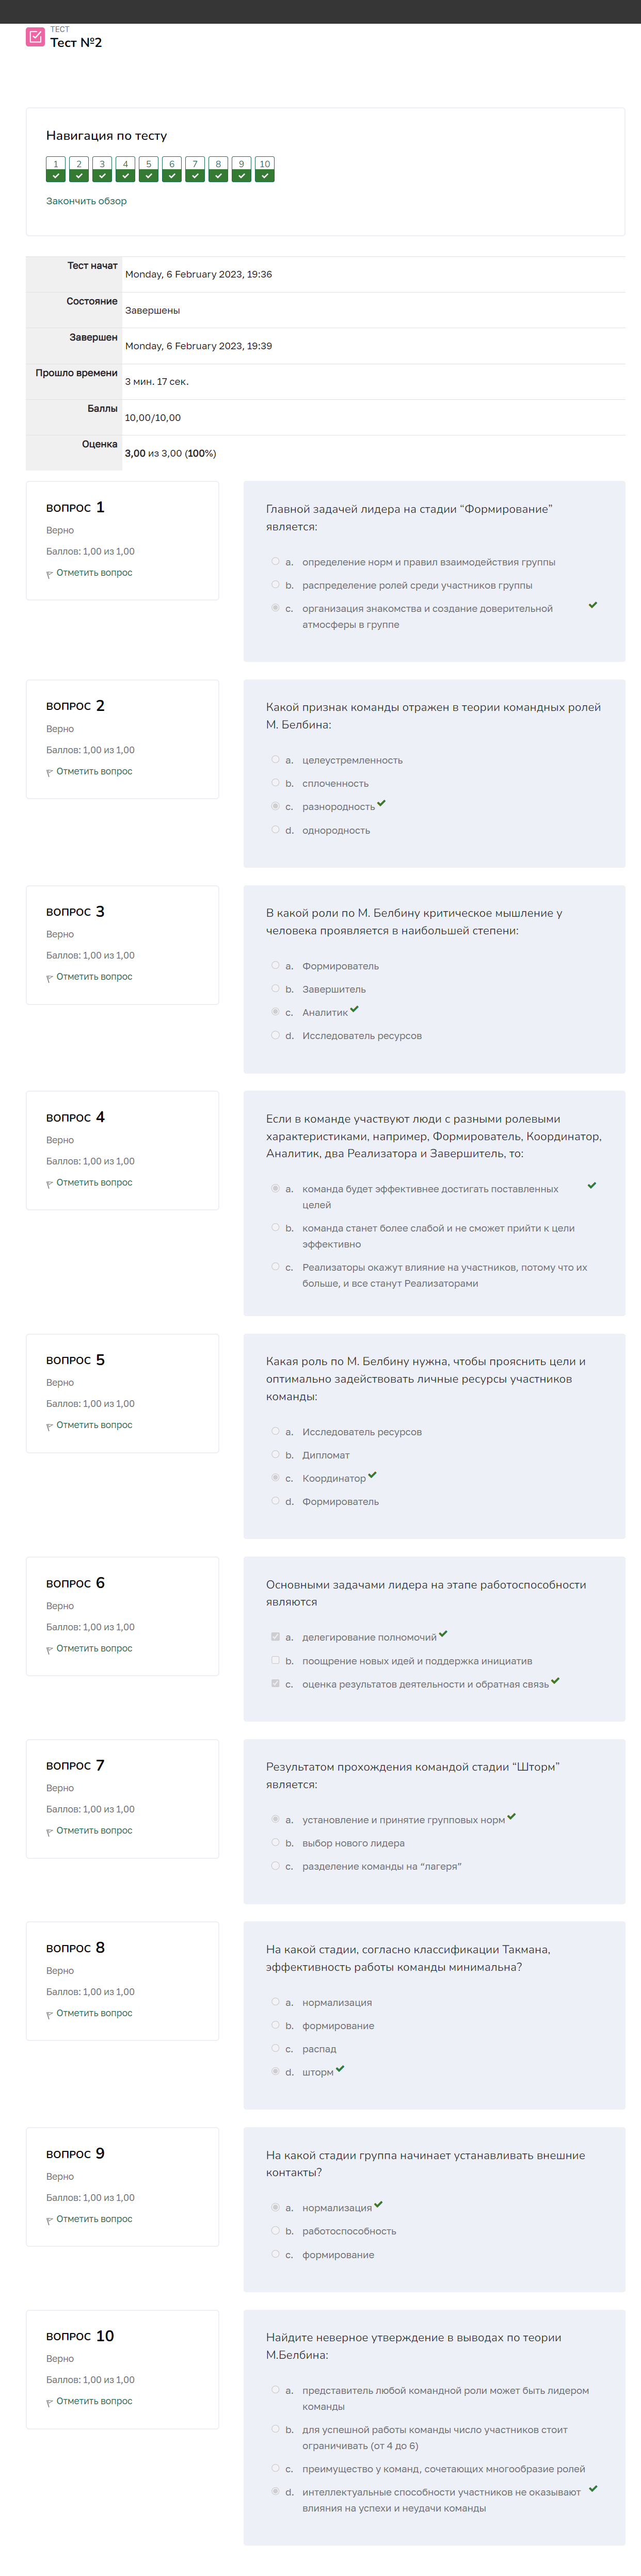 ТЕСТ
Тест №2
Навигация по тесту
1 2 3 4 5 6 7 8 9 10
Закончить обзор
Тест начат
Monday, 6 February 2023, 19:36
Состояние
Завершены
Завершен
Monday, 6 February 2023, 19:39
Прошло времени
3 мин. 17 сек.
Баллы
10,00/10,00
Оценка
3,00 из 3,00 (100%)
ВОПРОС 1
Верно
Баллов: 1,00 из 1,00
Отметить вопрос
Главной задачей лидера на стадии “Формирование”
является:
a. определение норм и правил взаимодействия группы
b. распределение ролей среди участников группы
c. организация знакомства и создание доверительной
атмосферы в группе
ВОПРОС 2
Верно
Баллов: 1,00 из 1,00
Отметить вопрос
Какой признак команды отражен в теории командных ролей
М. Белбина:
a. целеустремленность
b. сплоченность
c. разнородность
d. однородность
ВОПРОС 3
Верно
Баллов: 1,00 из 1,00
Отметить вопрос
В какой роли по М. Белбину критическое мышление у
человека проявляется в наибольшей степени:
a. Формирователь
b. Завершитель
c. Аналитик
d. Исследователь ресурсов
ВОПРОС 4
Верно
Баллов: 1,00 из 1,00
Отметить вопрос
Если в команде участвуют люди с разными ролевыми
характеристиками, например, Формирователь, Координатор,
Аналитик, два Реализатора и Завершитель, то:
a. команда будет эффективнее достигать поставленных
целей
b. команда станет более слабой и не сможет прийти к цели
эффективно
c. Реализаторы окажут влияние на участников, потому что их
больше, и все станут Реализаторами
ВОПРОС 5
Верно
Баллов: 1,00 из 1,00
Отметить вопрос
Какая роль по М. Белбину нужна, чтобы прояснить цели и
оптимально задействовать личные ресурсы участников
команды:
a. Исследователь ресурсов
b. Дипломат
c. Координатор
d. Формирователь
ВОПРОС 6
Верно
Баллов: 1,00 из 1,00
Отметить вопрос
Основными задачами лидера на этапе работоспособности
являются
a. делегирование полномочий
b. поощрение новых идей и поддержка инициатив
c. оценка результатов деятельности и обратная связь
ВОПРОС 7
Верно
Баллов: 1,00 из 1,00
Отметить вопрос
Результатом прохождения командой стадии “Шторм”
является:
a. установление и принятие групповых норм
b. выбор нового лидера
c. разделение команды на “лагеря”
ВОПРОС 8
Верно
Баллов: 1,00 из 1,00
Отметить вопрос
На какой стадии, согласно классификации Такмана,
эффективность работы команды минимальна?
a. нормализация
b. формирование
c. распад
d. шторм
ВОПРОС 9
Верно
Баллов: 1,00 из 1,00
Отметить вопрос
На какой стадии группа начинает устанавливать внешние
контакты?
a. нормализация
b. работоспособность
c. формирование
ВОПРОС 10
Верно
Баллов: 1,00 из 1,00
Отметить вопрос
Найдите неверное утверждение в выводах по теории
М.Белбина:
a. представитель любой командной роли может быть лидером
команды
b. для успешной работы команды число участников стоит
ограничивать (от 4 до 6)
c. преимущество у команд, сочетающих многообразие ролей
d. интеллектуальные способности участников не оказывают
влияния на успехи и неудачи команды